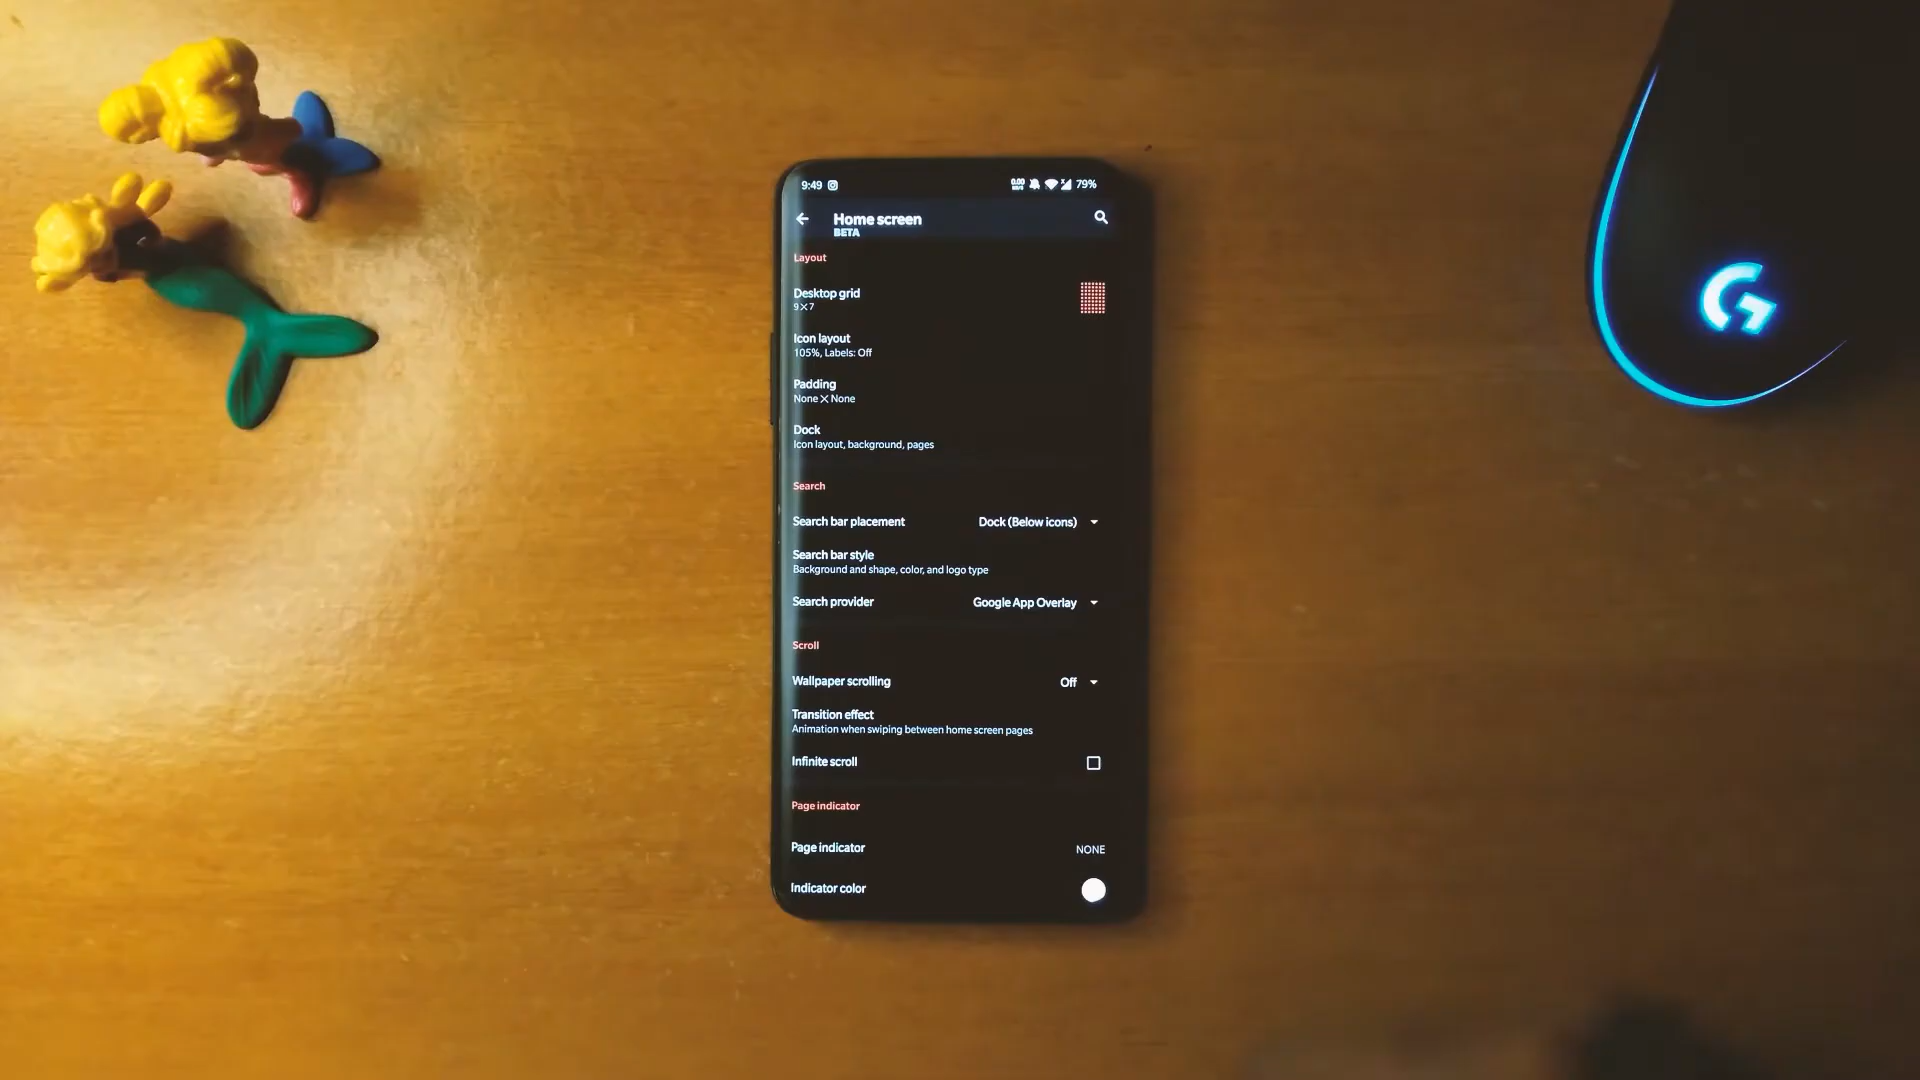 9:49 0.00 79%
Home screen
BETA
Layout
Desktop grid
9×7
Icon layout
105%, Labels: Off
Padding
None × None
Dock
Icon layout, background, pages
Search
Search bar placement Dock (Below icons)
Search bar style
Background and shape, color, and logo type
Search provider Google App Overlay
Scroll
Wallpaper scrolling Off
Transition effect
Animation when swiping between home screen pages
Infinite scroll
Page indicator
Page indicator NONE
Indicator color
G